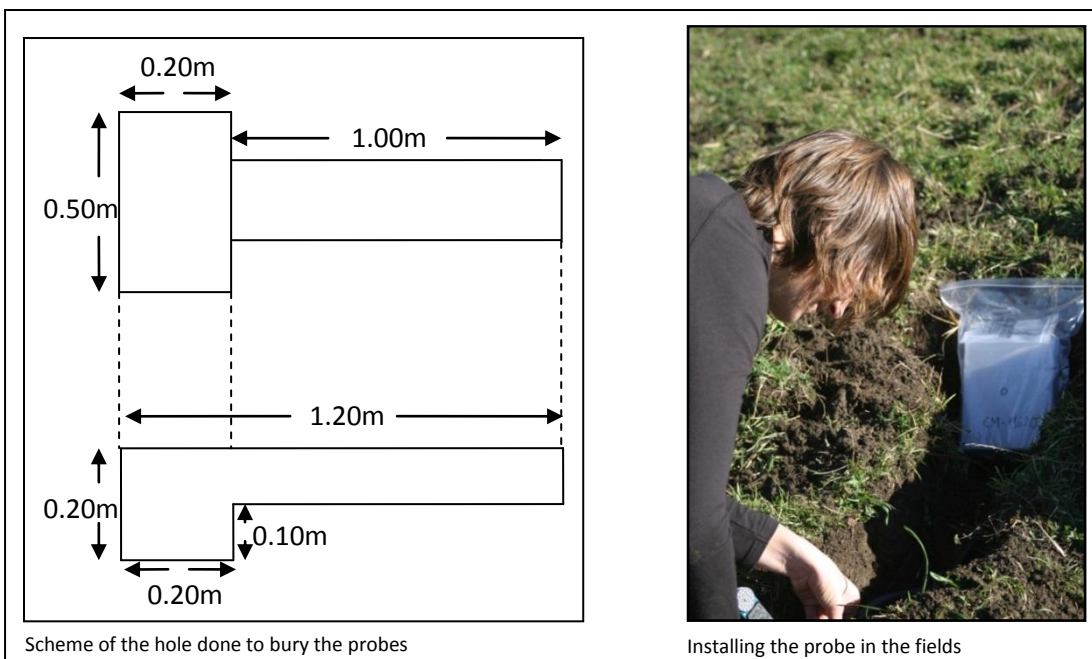 0.20m
1.00m
0.50m
1.20m
0.20m
0.10m
0.20m
Scheme of the hole done to bury the probes
Installing the probe in the fields